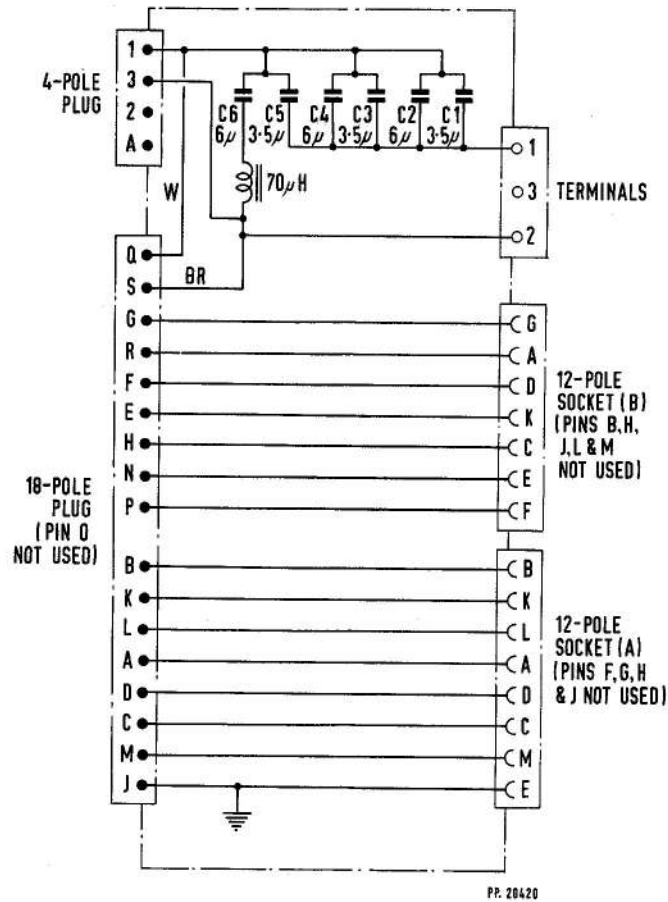 4-POLE
PLUG
1
3
2
A
C6
6μ
C5
3·5μ
C4
6μ
C3
3·5μ
C2
6μ
C1
3·5μ
70μH
W
BR
1
3
2
TERMINALS
18-POLE
PLUG
(PIN O
NOT USED)
Q
S
G
R
F
E
H
N
P
B
K
L
A
D
C
M
J
G
A
D
K
C
E
F
12-POLE
SOCKET (B)
(PINS B,H,
J,L & M
NOT USED)
B
K
L
A
D
C
M
E
12-POLE
SOCKET (A)
(PINS F,G,H
& J NOT USED)
PP. 20420